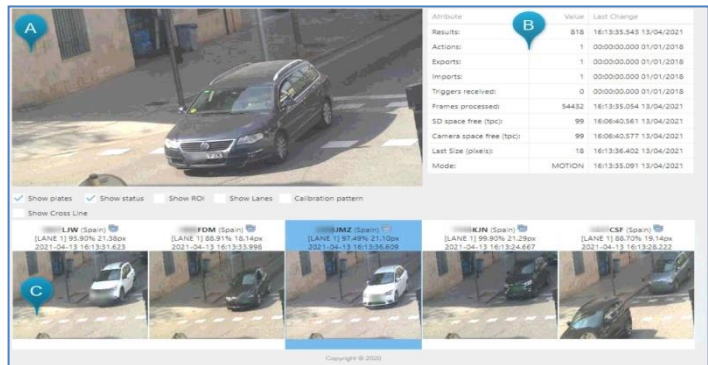 A
B
Attribute Value Last Change
Results: 818 16:13:35.543 13/04/2021
Actions: 1 00:00:00.000 01/01/2018
Exports: 1 00:00:00.000 01/01/2018
Imports: 1 00:00:00.000 01/01/2018
Triggers received: 0 00:00:00.000 01/01/2018
Frames processed: 54432 16:13:35.054 13/04/2021
SD space free (tpc): 99 16:06:40.561 13/04/2021
Camera space free (tpc): 99 16:06:40.577 13/04/2021
Last Size (pixels): 18 16:13:36.402 13/04/2021
Mode: MOTION 16:13:35.091 13/04/2021
Show plates Show status Show ROI Show Lanes Calibration pattern
Show Cross Line
LJW (Spain) FDM (Spain) JMZ (Spain) KJN (Spain) CSF (Spain)
[LANE 1] 95.90% 21.38px [LANE 1] 88.91% 18.14px [LANE 1] 97.49% 21.10px [LANE 1] 99.90% 21.29px [LANE 1] 88.70% 19.14px
2021-04-13 16:13:31.623 2021-04-13 16:13:33.998 2021-04-13 16:13:36.609 2021-04-13 16:13:24.667 2021-04-13 16:13:28.222
C
Copyright © 2020